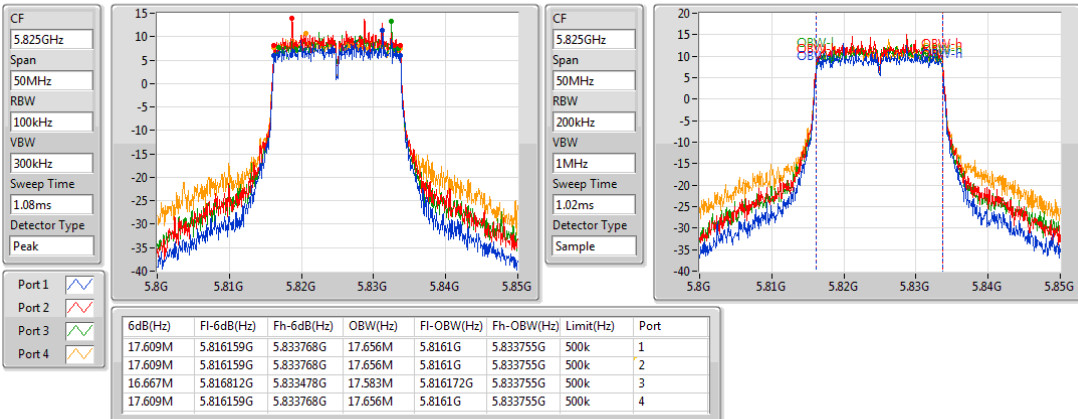 CF
5.825GHz
Span
50MHz
RBW
100kHz
VBW
300kHz
Sweep Time
1.08ms
Detector Type
Peak
15
10
5
0
-5
-10
-15
-20
-25
-30
-35
-40
5.8G 5.81G 5.82G 5.83G 5.84G 5.85G
CF
5.825GHz
Span
50MHz
RBW
200kHz
VBW
1MHz
Sweep Time
1.02ms
Detector Type
Sample
20
15
10
5
0
-5
-10
-15
-20
-25
-30
-35
-40
5.8G 5.81G 5.82G 5.83G 5.84G 5.85G
Port 1
Port 2
Port 3
Port 4
6dB(Hz) Fl-6dB(Hz) Fh-6dB(Hz) OBW(Hz) Fl-OBW(Hz) Fh-OBW(Hz) Limit(Hz) Port
17.609M 5.816159G 5.833768G 17.656M 5.8161G 5.833755G 500k 1
17.609M 5.816159G 5.833768G 17.656M 5.8161G 5.833755G 500k 2
16.667M 5.816812G 5.833478G 17.583M 5.816172G 5.833755G 500k 3
17.609M 5.816159G 5.833768G 17.656M 5.8161G 5.833755G 500k 4